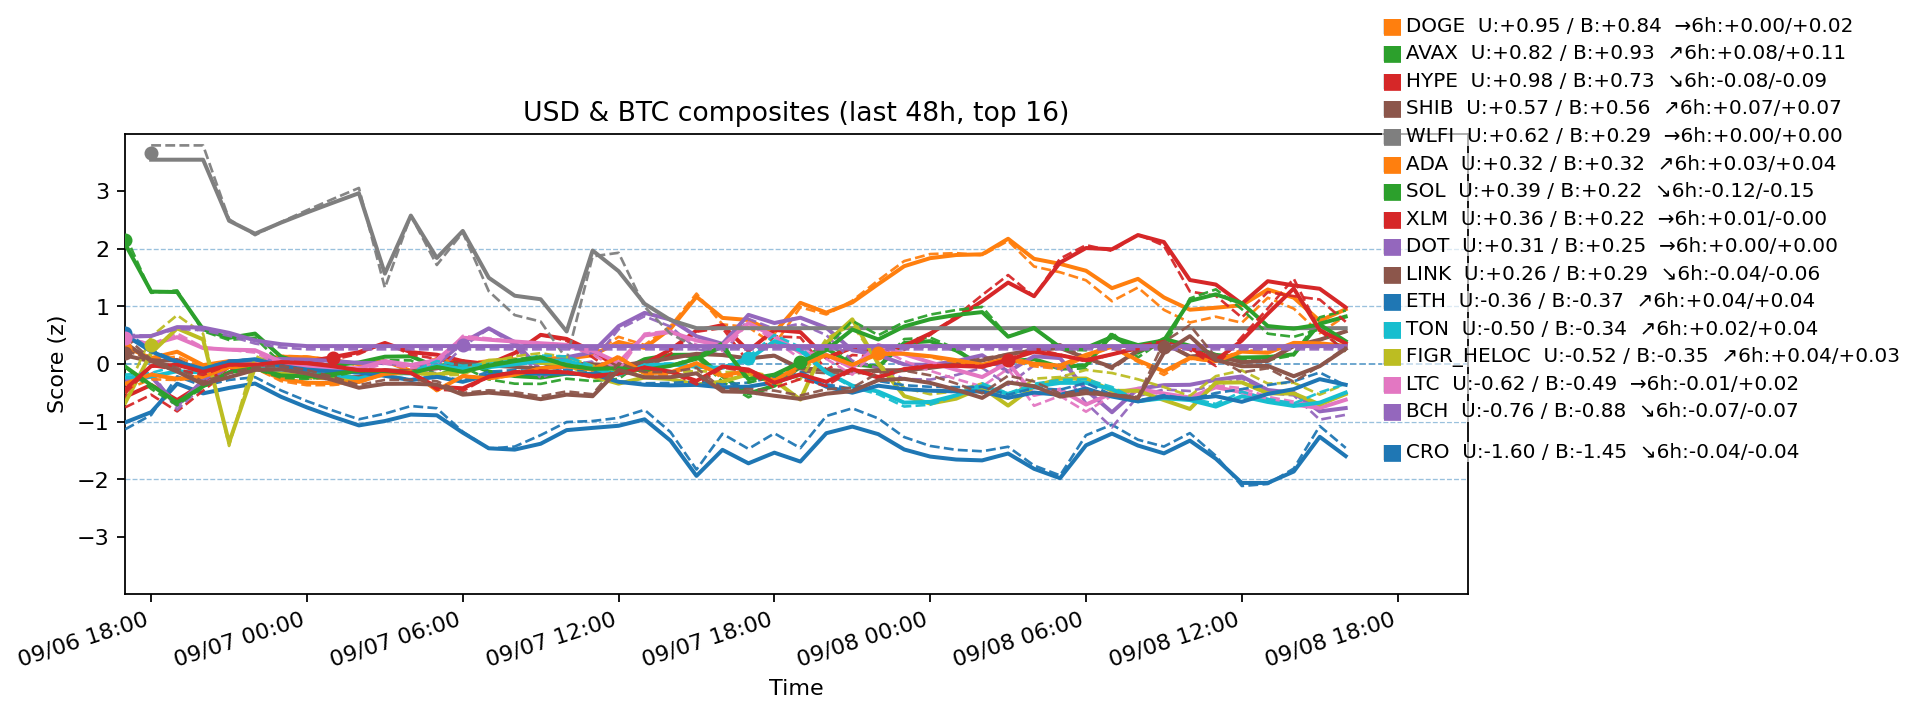 DOGE U:+0.95 / B:+0.84 →6h:+0.00/+0.02
AVAX U:+0.82 / B:+0.93 ↗6h:+0.08/+0.11
HYPE U:+0.98 / B:+0.73 ↘6h:-0.08/-0.09
SHIB U:+0.57 / B:+0.56 ↗6h:+0.07/+0.07
WLFI U:+0.62 / B:+0.29 →6h:+0.00/+0.00
ADA U:+0.32 / B:+0.32 ↗6h:+0.03/+0.04
SOL U:+0.39 / B:+0.22 ↘6h:-0.12/-0.15
XLM U:+0.36 / B:+0.22 →6h:+0.01/-0.00
DOT U:+0.31 / B:+0.25 →6h:+0.00/+0.00
LINK U:+0.26 / B:+0.29 ↘6h:-0.04/-0.06
ETH U:-0.36 / B:-0.37 ↗6h:+0.04/+0.04
TON U:-0.50 / B:-0.34 ↗6h:+0.02/+0.04
FIGR_HELOC U:-0.52 / B:-0.35 ↗6h:+0.04/+0.03
LTC U:-0.62 / B:-0.49 →6h:-0.01/+0.02
BCH U:-0.76 / B:-0.88 ↘6h:-0.07/-0.07
CRO U:-1.60 / B:-1.45 ↘6h:-0.04/-0.04
USD & BTC composites (last 48h, top 16)
Score (z)
3
2
1
0
−1
−2
−3
09/06 18:00
09/07 00:00
09/07 06:00
09/07 12:00
09/07 18:00
09/08 00:00
09/08 06:00
09/08 12:00
09/08 18:00
Time